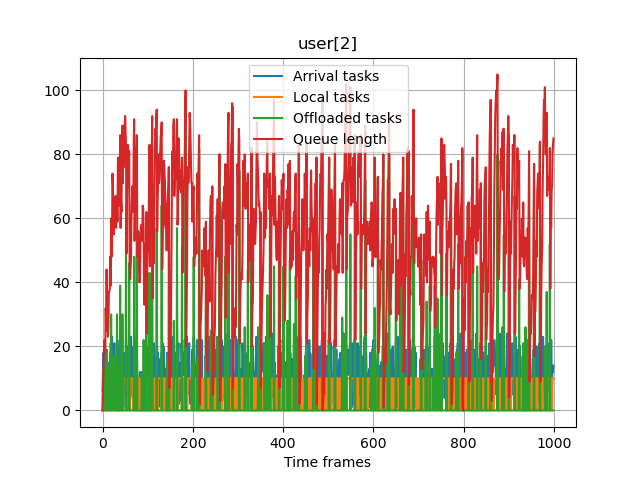 user[2]
Arrival tasks
Local tasks
Offloaded tasks
Queue length
100
80
60
40
20
0
0 200 400 600 800 1000
Time frames